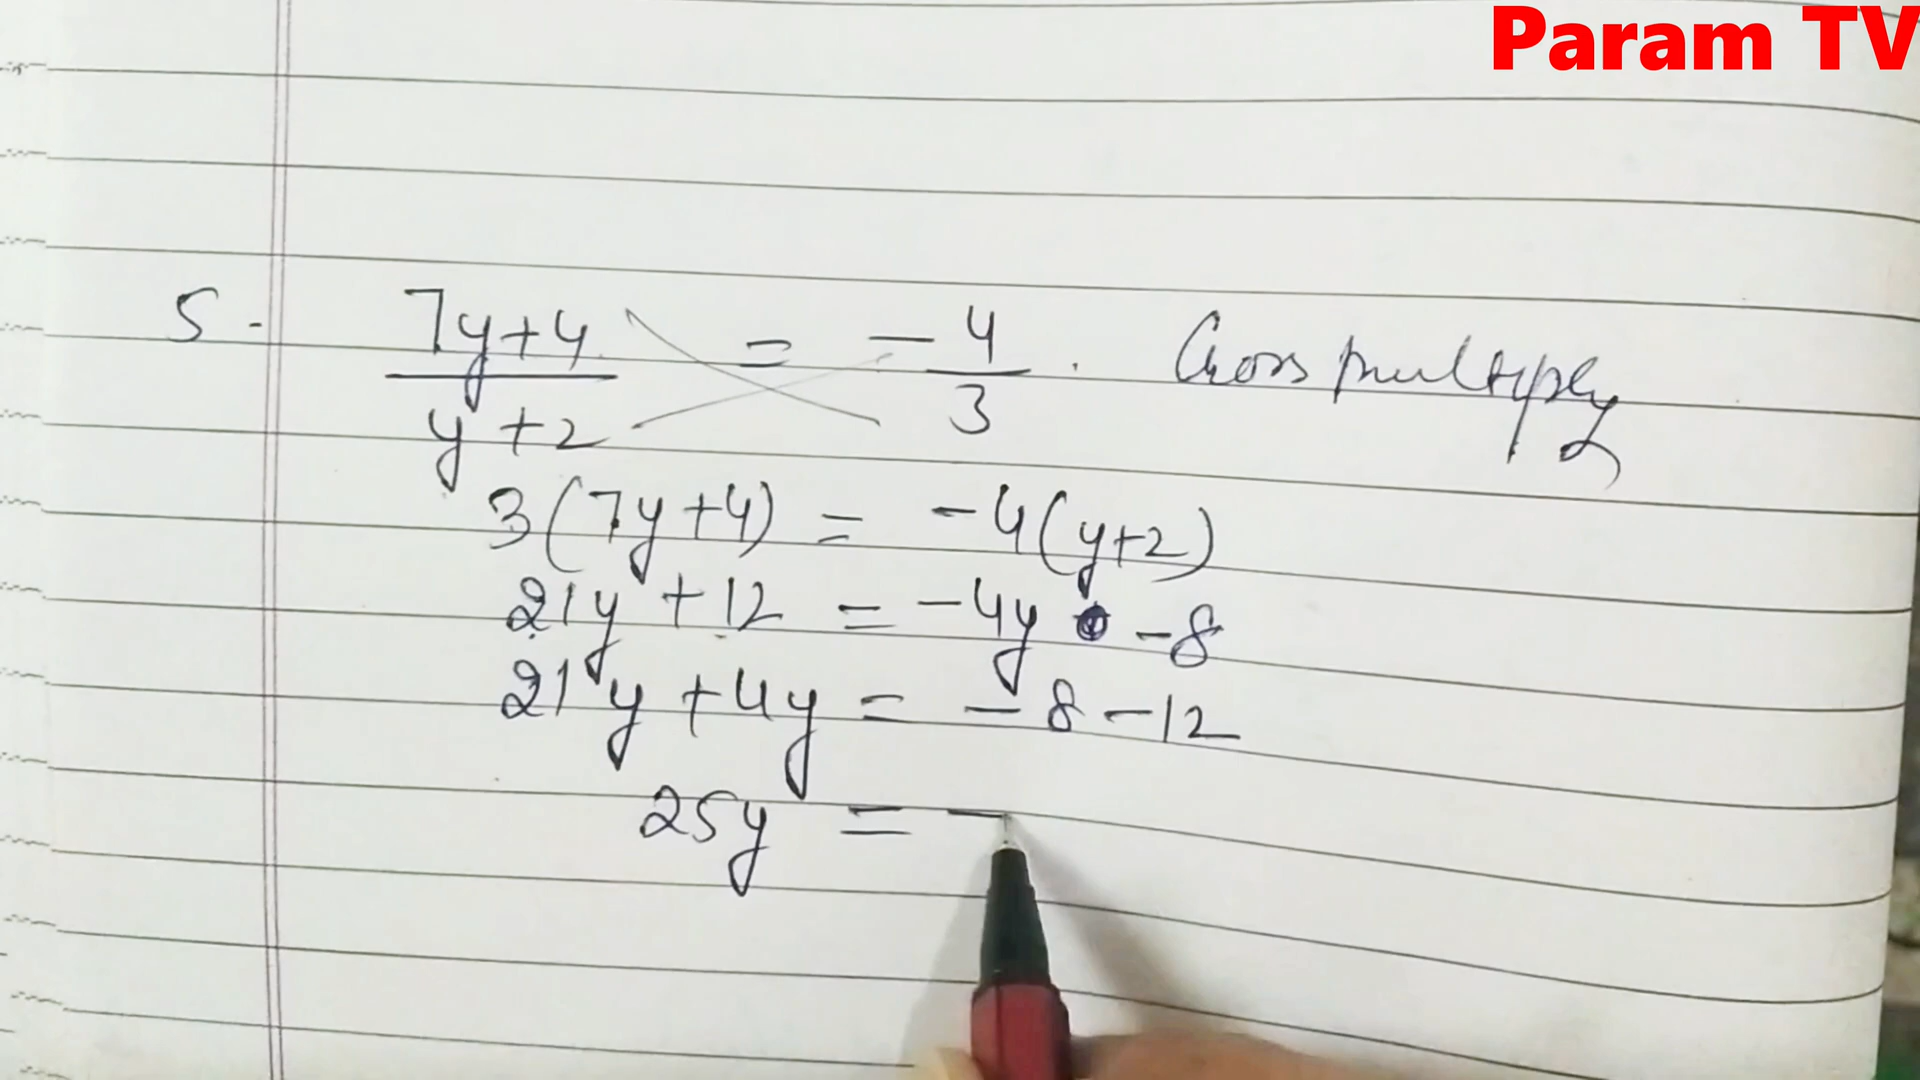 Param TV
5. 7y+4 / y+2 = -4/3 . Cross multiply
3(7y+4) = -4(y+2)
21y +12 = -4y -8
21y +4y = -8-12
25y = -